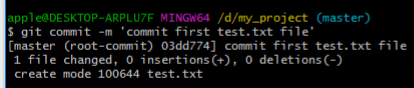 apple@DESKTOP-ARPLU7F MINGW64 /d/my_project (master)
$ git commit -m 'commit first test.txt file'
[master (root-commit) 03dd774] commit first test.txt file
 1 file changed, 0 insertions(+), 0 deletions(-)
 create mode 100644 test.txt